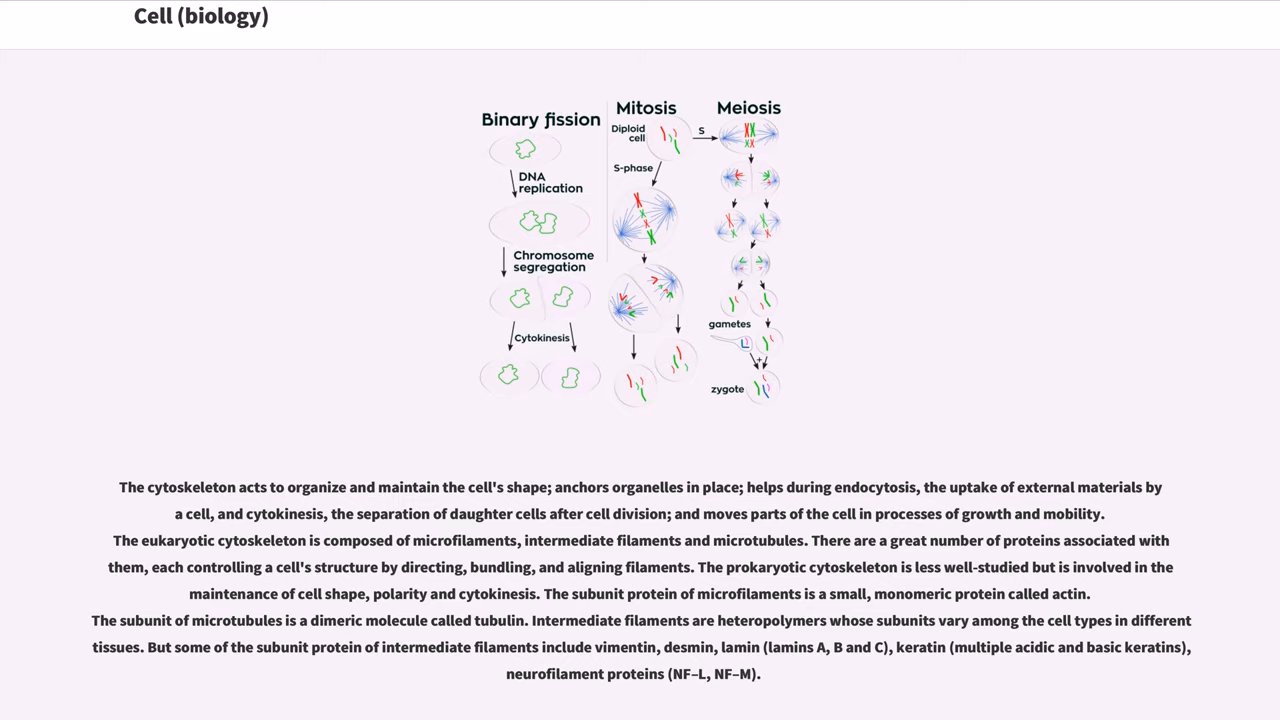 Cell (biology)
Binary fission
Mitosis
Meiosis
Diploid
cell
S
S-phase
DNA
replication
Chromosome
segregation
Cytokinesis
gametes
+
zygote
The cytoskeleton acts to organize and maintain the cell's shape; anchors organelles in place; helps during endocytosis, the uptake of external materials by
a cell, and cytokinesis, the separation of daughter cells after cell division; and moves parts of the cell in processes of growth and mobility.
The eukaryotic cytoskeleton is composed of microfilaments, intermediate filaments and microtubules. There are a great number of proteins associated with
them, each controlling a cell's structure by directing, bundling, and aligning filaments. The prokaryotic cytoskeleton is less well-studied but is involved in the
maintenance of cell shape, polarity and cytokinesis. The subunit protein of microfilaments is a small, monomeric protein called actin.
The subunit of microtubules is a dimeric molecule called tubulin. Intermediate filaments are heteropolymers whose subunits vary among the cell types in different
tissues. But some of the subunit protein of intermediate filaments include vimentin, desmin, lamin (lamins A, B and C), keratin (multiple acidic and basic keratins),
neurofilament proteins (NF–L, NF–M).